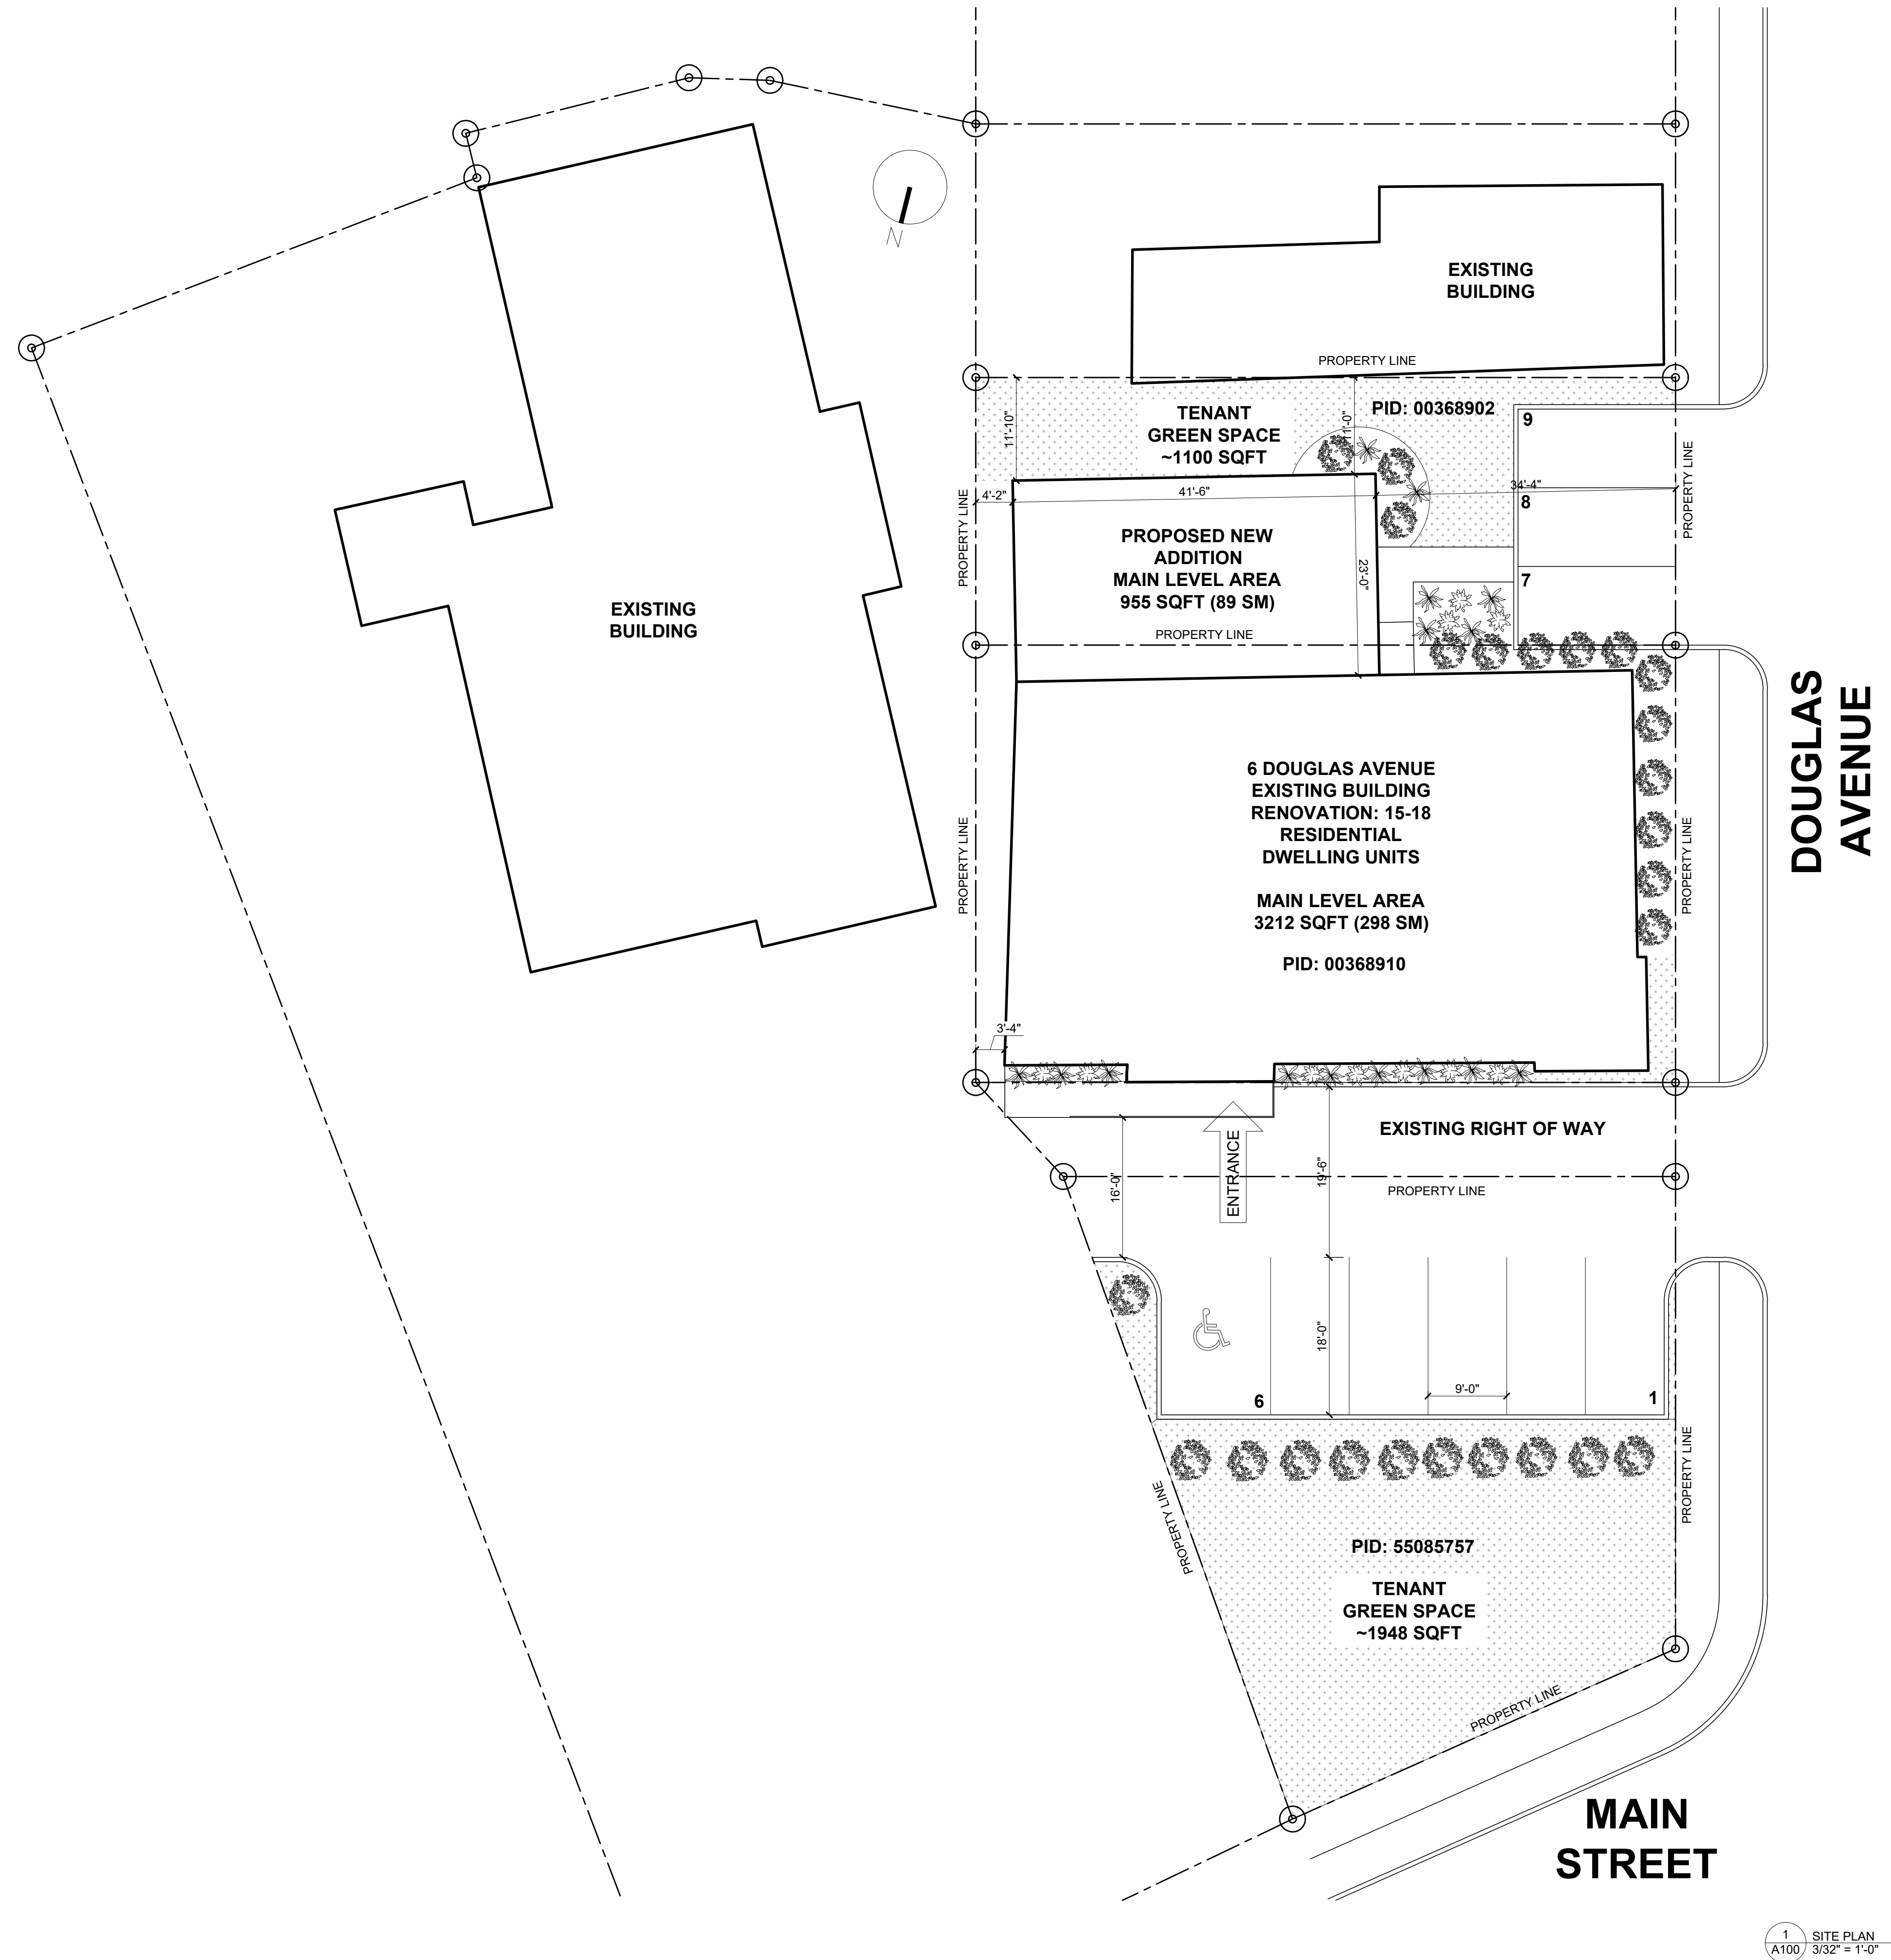 N
EXISTING
BUILDING
PROPERTY LINE
TENANT
GREEN SPACE
~1100 SQFT
PID: 00368902
11'-10"
11'-0"
9
8
7
4'-2"
41'-6"
34'-4"
23'-0"
PROPERTY LINE
PROPERTY LINE
PROPOSED NEW
ADDITION
MAIN LEVEL AREA
955 SQFT (89 SM)
PROPERTY LINE
EXISTING
BUILDING
DOUGLAS
AVENUE
6 DOUGLAS AVENUE
EXISTING BUILDING
RENOVATION: 15-18
RESIDENTIAL
DWELLING UNITS
MAIN LEVEL AREA
3212 SQFT (298 SM)
PID: 00368910
PROPERTY LINE
PROPERTY LINE
3'-4"
EXISTING RIGHT OF WAY
ENTRANCE
16'-0"
19'-6"
PROPERTY LINE
18'-0"
9'-0"
6
1
PROPERTY LINE
PROPERTY LINE
PID: 55085757
TENANT
GREEN SPACE
~1948 SQFT
PROPERTY LINE
MAIN
STREET
1
A100
SITE PLAN
3/32" = 1'-0"